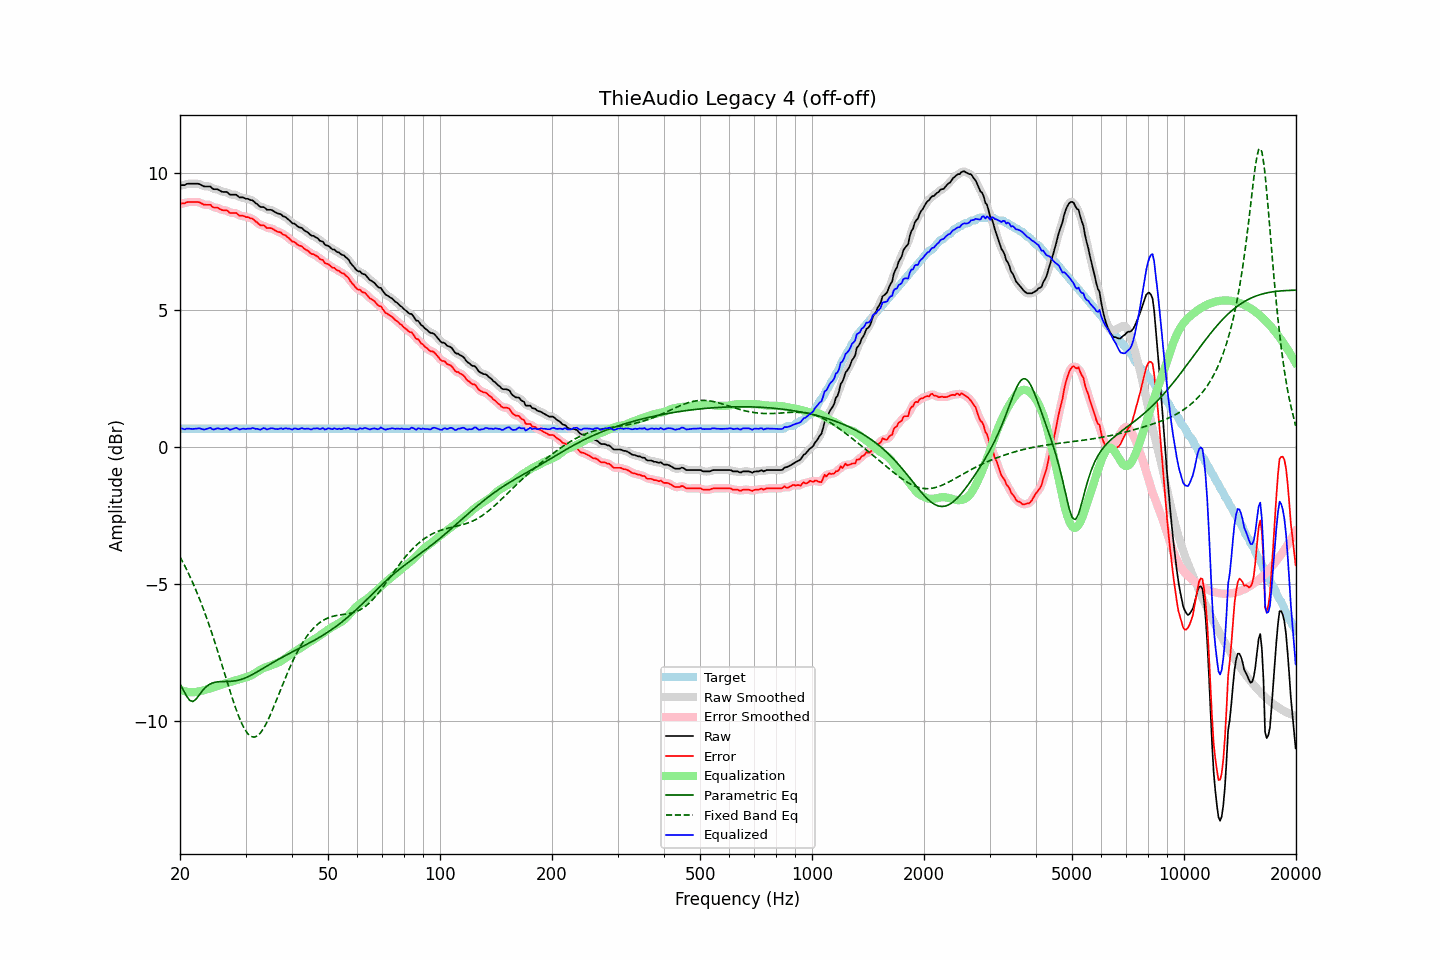 ThieAudio Legacy 4 (off-off)
Amplitude (dBr)
10
5
0
−5
−10
20
50
100
200
500
1000
2000
5000
10000
20000
Frequency (Hz)
Target
Raw Smoothed
Error Smoothed
Raw
Error
Equalization
Parametric Eq
Fixed Band Eq
Equalized